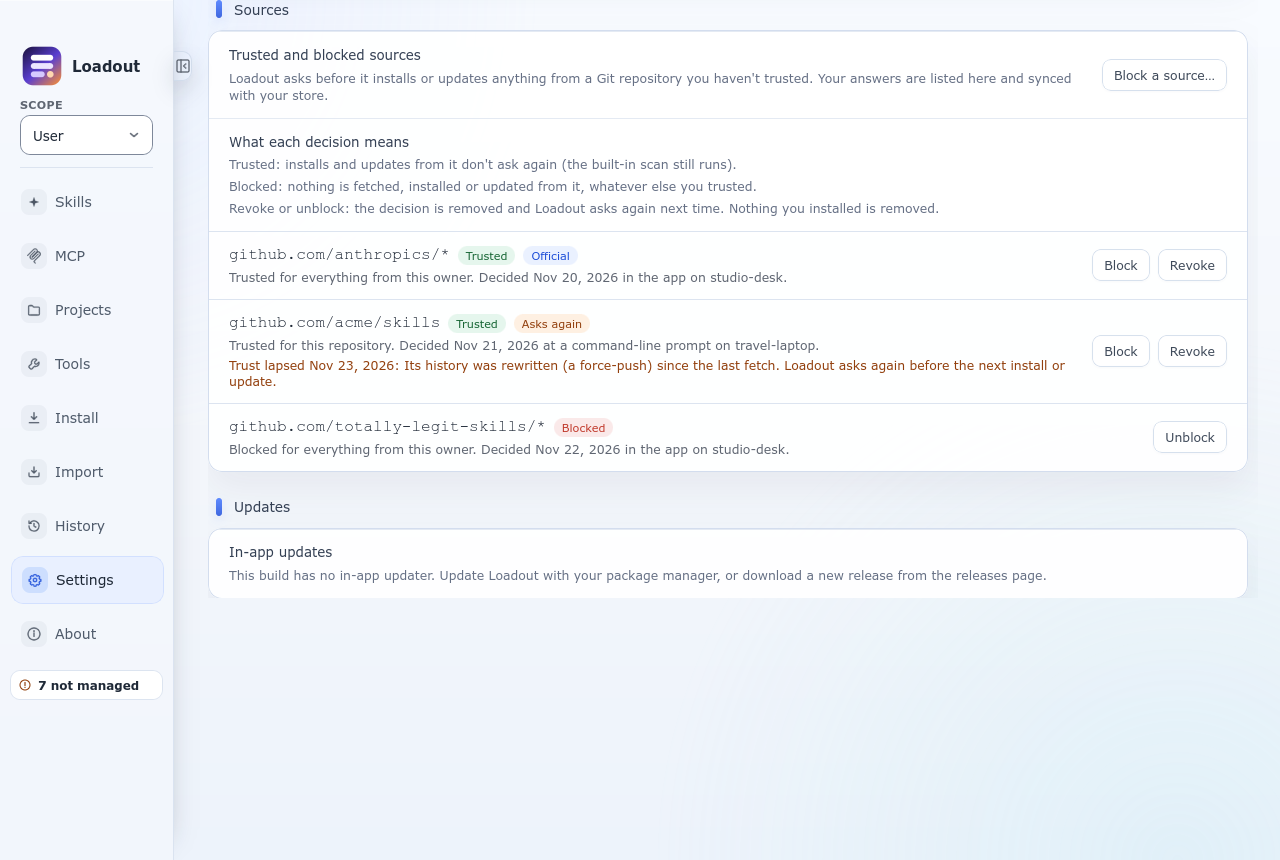 Loadout
SCOPE
User
Skills
MCP
Projects
Tools
Install
Import
History
Settings
About
7 not managed
Sources
Trusted and blocked sources
Loadout asks before it installs or updates anything from a Git repository you haven't trusted. Your answers are listed here and synced
with your store.
Block a source…
What each decision means
Trusted: installs and updates from it don't ask again (the built-in scan still runs).
Blocked: nothing is fetched, installed or updated from it, whatever else you trusted.
Revoke or unblock: the decision is removed and Loadout asks again next time. Nothing you installed is removed.
github.com/anthropics/* Trusted Official
Trusted for everything from this owner. Decided Nov 20, 2026 in the app on studio-desk.
Block Revoke
github.com/acme/skills Trusted Asks again
Trusted for this repository. Decided Nov 21, 2026 at a command-line prompt on travel-laptop.
Trust lapsed Nov 23, 2026: Its history was rewritten (a force-push) since the last fetch. Loadout asks again before the next install or
update.
Block Revoke
github.com/totally-legit-skills/* Blocked
Blocked for everything from this owner. Decided Nov 22, 2026 in the app on studio-desk.
Unblock
Updates
In-app updates
This build has no in-app updater. Update Loadout with your package manager, or download a new release from the releases page.